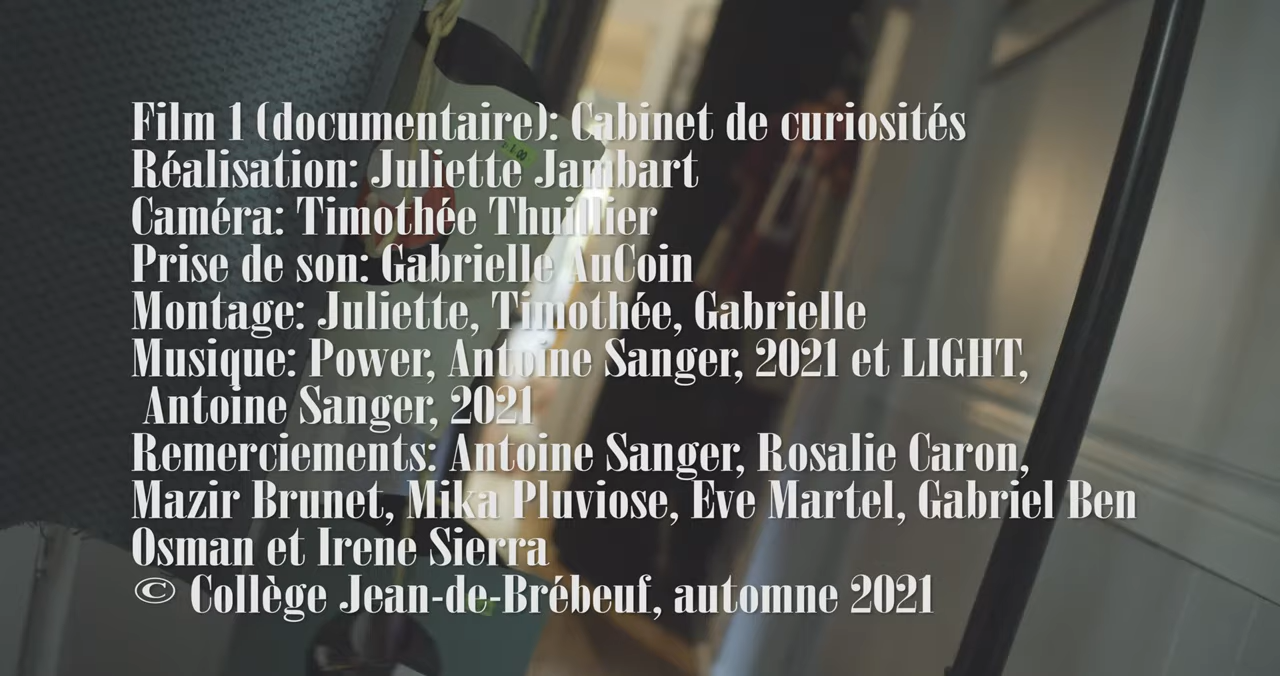 Film 1 (documentaire): Cabinet de curiosités
Réalisation: Juliette Jambart
Caméra: Timothée Thuillier
Prise de son: Gabrielle AuCoin
Montage: Juliette, Timothée, Gabrielle
Musique: Power, Antoine Sanger, 2021 et LIGHT,
Antoine Sanger, 2021
Remerciements: Antoine Sanger, Rosalie Caron,
Mazir Brunet, Mika Pluviose, Eve Martel, Gabriel Ben
Osman et Irene Sierra
© Collège Jean-de-Brébeuf, automne 2021